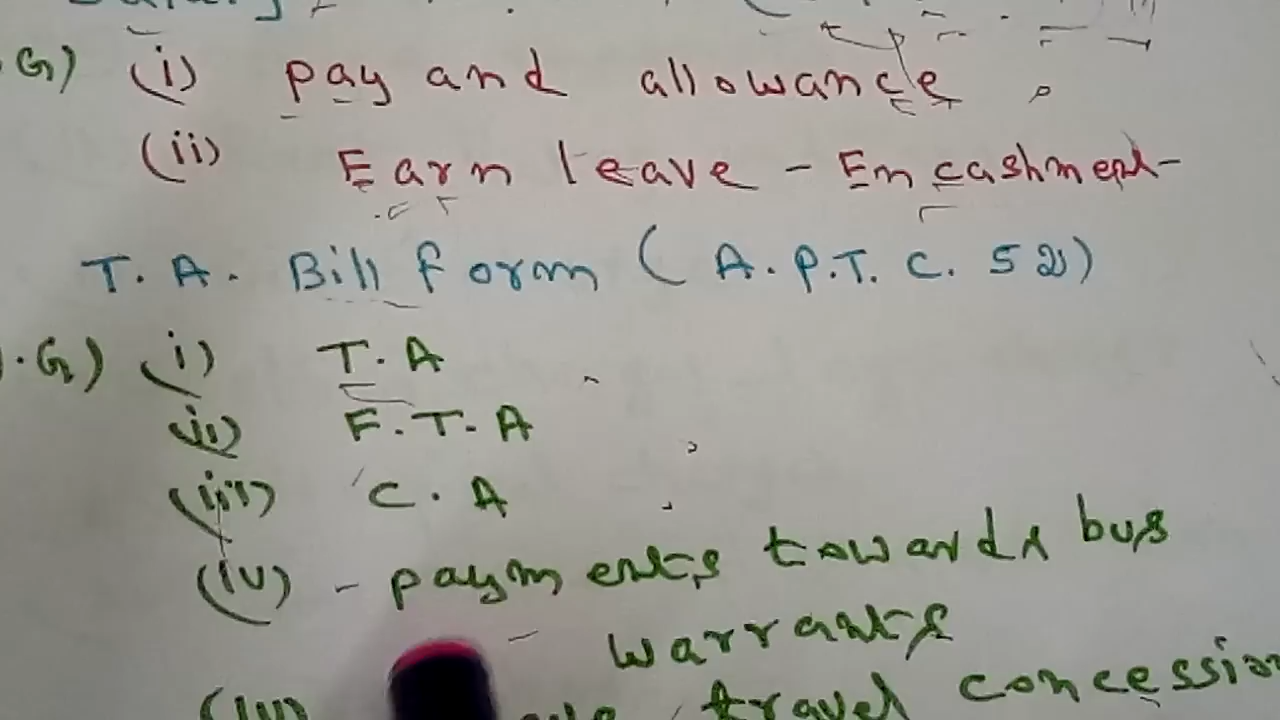 G) (i) pay and allowance
(ii) Earn leave - Encashment-
T. A. Bill form ( A. P. T. C. 52)
.G) (i) T.A
(ii) F.T.A
(iii) C.A
(iv) - payments towards bus
- warrants
(iv) travel concession